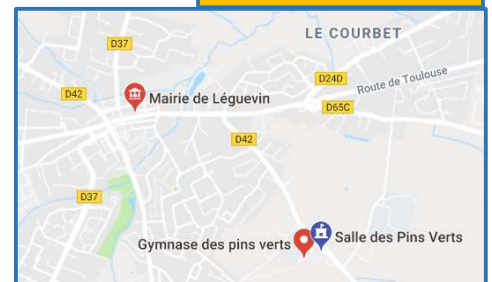 LE COURBET
D37
D24D
Route de Toulouse
D42
Mairie de Léguevin
D65C
D42
D37
Salle des Pins Verts
Gymnase des pins verts